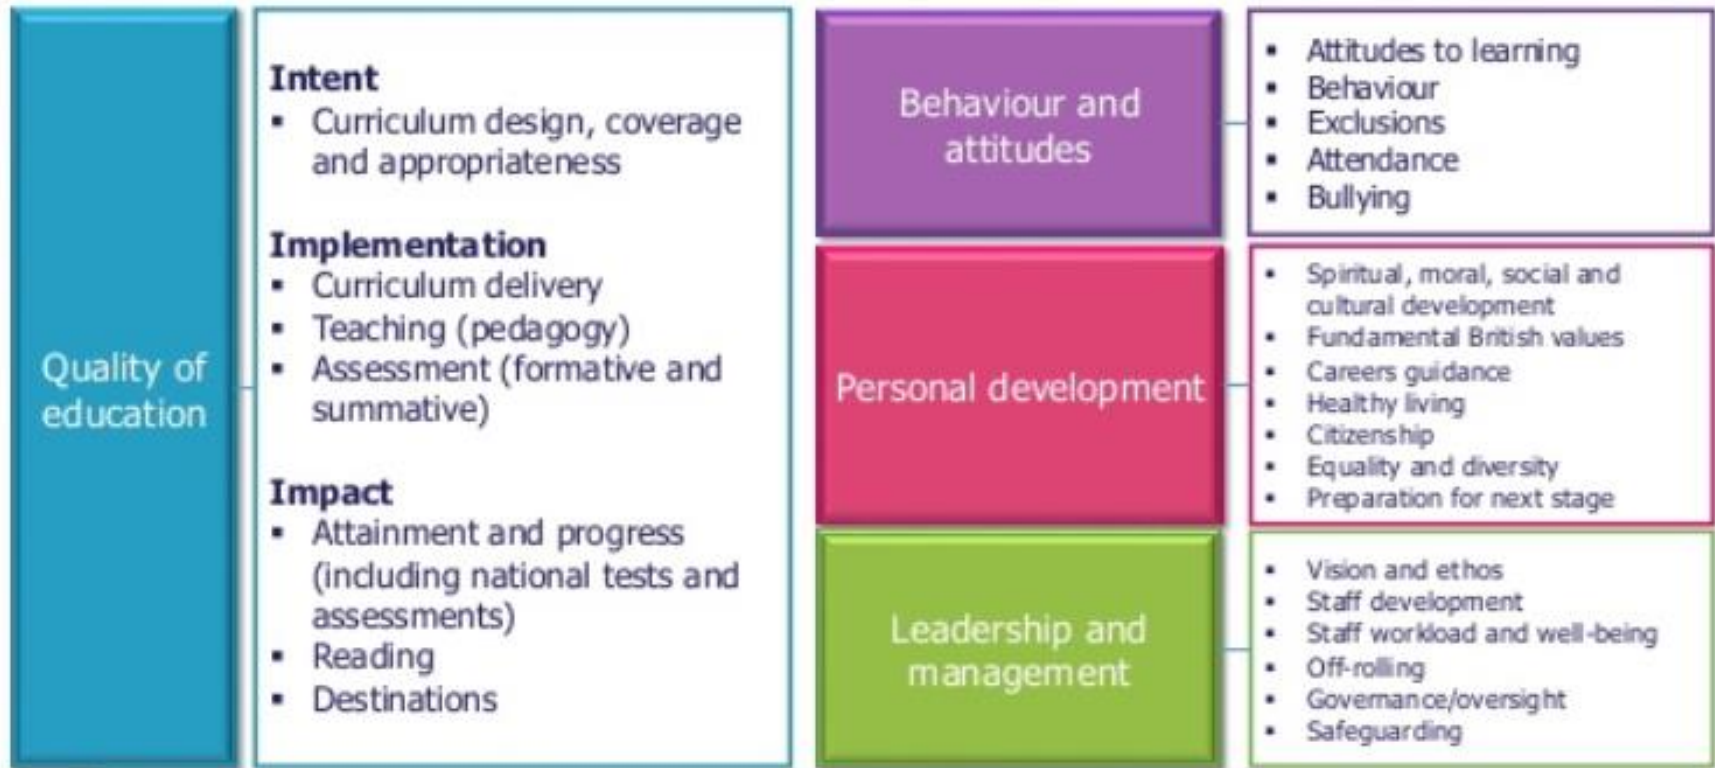 Quality of
education
Intent
▪ Curriculum design, coverage
and appropriateness
Implementation
▪ Curriculum delivery
▪ Teaching (pedagogy)
▪ Assessment (formative and
summative)
Impact
▪ Attainment and progress
(including national tests and
assessments)
▪ Reading
▪ Destinations
Behaviour and
attitudes
▪ Attitudes to learning
▪ Behaviour
▪ Exclusions
▪ Attendance
▪ Bullying
Personal development
▪ Spiritual, moral, social and
cultural development
▪ Fundamental British values
▪ Careers guidance
▪ Healthy living
▪ Citizenship
▪ Equality and diversity
▪ Preparation for next stage
Leadership and
management
▪ Vision and ethos
▪ Staff development
▪ Staff workload and well-being
▪ Off-rolling
▪ Governance/oversight
▪ Safeguarding